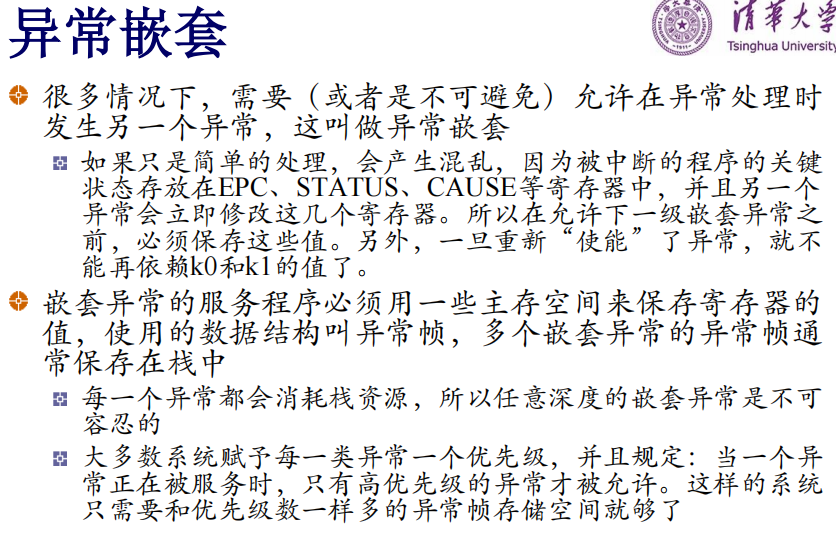 异常嵌套
清华大学
Tsinghua University
很多情况下，需要（或者是不可避免）允许在异常处理时
发生另一个异常，这叫做异常嵌套
如果只是简单的处理，会产生混乱，因为被中断的程序的关键
状态存放在EPC、STATUS、CAUSE等寄存器中，并且另一个
异常会立即修改这几个寄存器。所以在允许下一级嵌套异常之
前，必须保存这些值。另外，一旦重新“使能”了异常，就不
能再依赖k0和k1的值了。
嵌套异常的服务程序必须用一些主存空间来保存寄存器的
值，使用的数据结构叫异常帧，多个嵌套异常的异常帧通
常保存在栈中
每一个异常都会消耗栈资源，所以任意深度的嵌套异常是不可
容忍的
大多数系统赋予每一类异常一个优先级，并且规定：当一个异
常正在被服务时，只有高优先级的异常才被允许。这样的系统
只需要和优先级数一样多的异常帧存储空间就够了